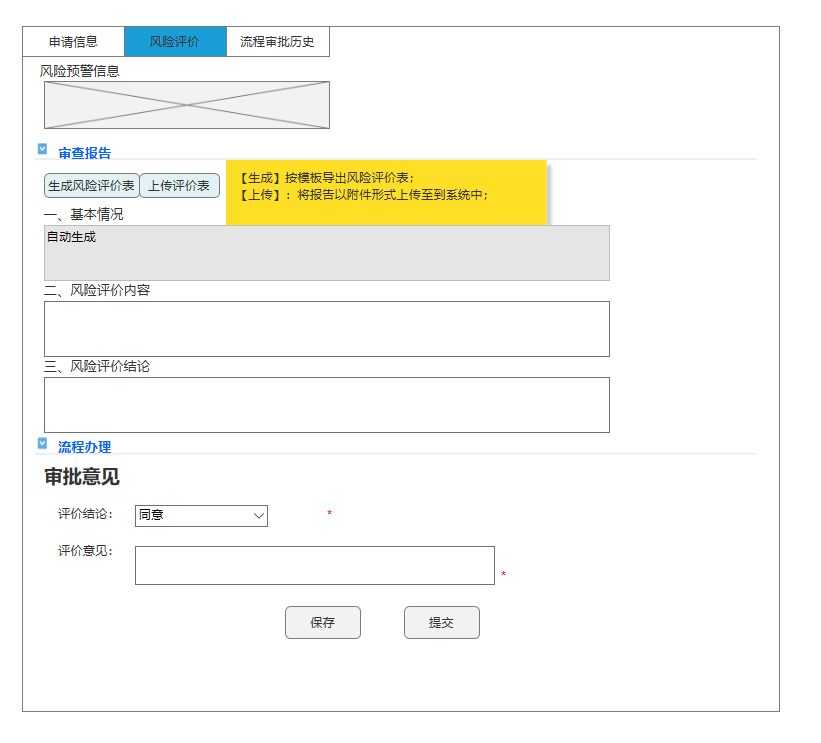 申请信息 风险评价 流程审批历史
风险预警信息
审查报告
生成风险评价表 上传评价表
【生成】按模板导出风险评价表;
【上传】: 将报告以附件形式上传至到系统中;
一、基本情况
自动生成
二、风险评价内容
三、风险评价结论
流程办理
审批意见
评价结论: 同意 *
评价意见: *
保存 提交